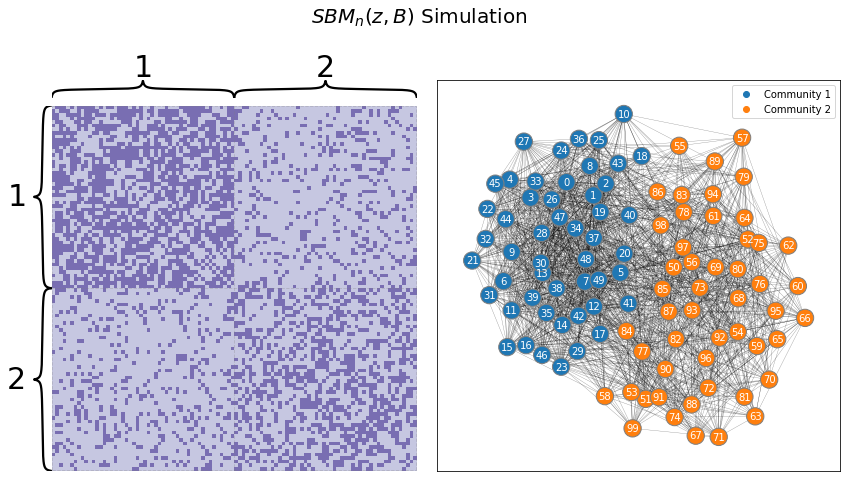 SBM_n(z, B) Simulation
1 2
1
2
Community 1
Community 2
10
27 36 25 57
24 55
43 18 89
8
45 4 33 0 2 79
3 26 1 86 83 94
22 44 47 19 40 78 61 64
28 34 98
32 37 52 75 62
9 97
21 30 48 20 50 56 69 80
13 5
6 38 7 49 85 73 76 60
31 39 41 68
11 35 42 12 87 93 95 66
14 17 84 82 92 54 65
15 16 46 29 77 96 59
23 90 70
58 53 51 91 72 81
88
99 74 63
67 71